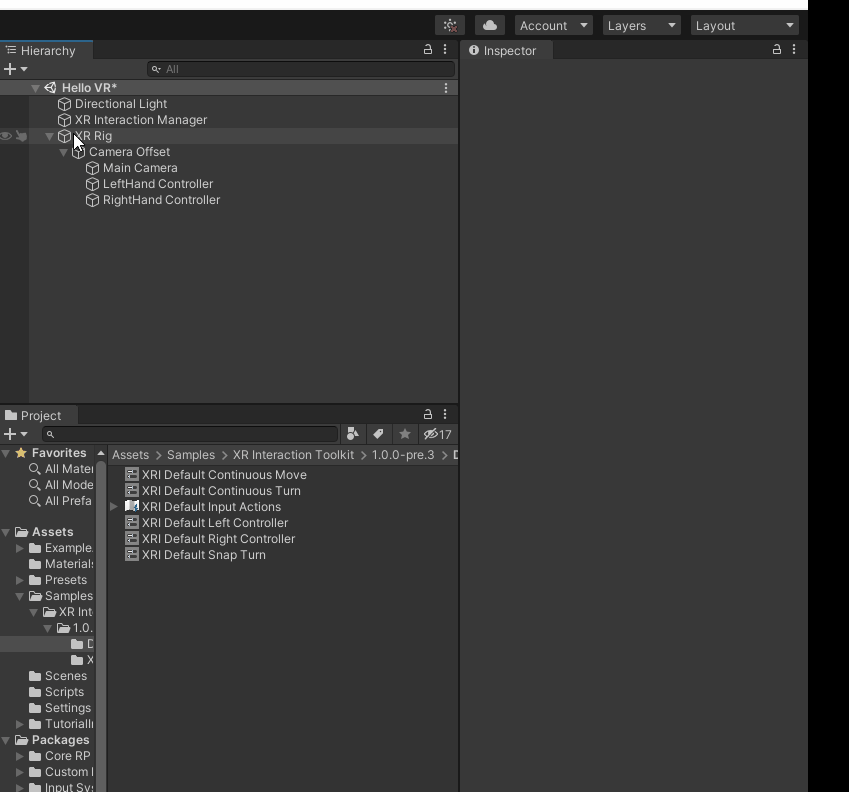 Account Layers Layout
Hierarchy
Inspector
All
Hello VR*
Directional Light
XR Interaction Manager
XR Rig
Camera Offset
Main Camera
LeftHand Controller
RightHand Controller
Project
17
Favorites
Assets > Samples > XR Interaction Toolkit > 1.0.0-pre.3 > D
All Mater
XRI Default Continuous Move
All Mode
XRI Default Continuous Turn
All Prefa
XRI Default Input Actions
XRI Default Left Controller
Assets
XRI Default Right Controller
Example
XRI Default Snap Turn
Materials
Presets
Samples
XR Int
1.0.
D
X
Scenes
Scripts
Settings
TutorialI
Packages
Core RP
Custom
Input Sy